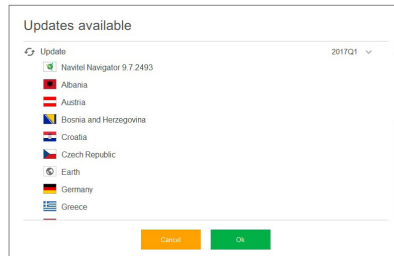 Updates available
Update 2017Q1
Navitel Navigator 9.7.2493
Albania
Austria
Bosnia and Herzegovina
Croatia
Czech Republic
Earth
Germany
Greece
Cancel Ok